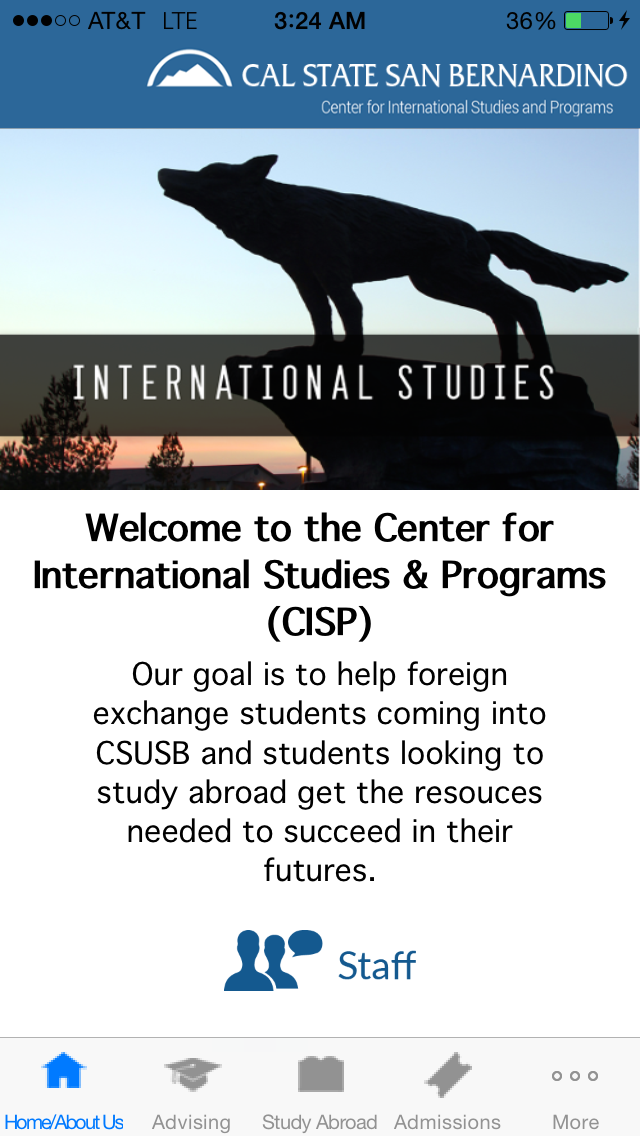 AT&T LTE 3:24 AM 36%
CAL STATE SAN BERNARDINO
Center for International Studies and Programs
INTERNATIONAL STUDIES
Welcome to the Center for
International Studies & Programs
(CISP)
Our goal is to help foreign
exchange students coming into
CSUSB and students looking to
study abroad get the resouces
needed to succeed in their
futures.
Staff
Home/About Us Advising Study Abroad Admissions More